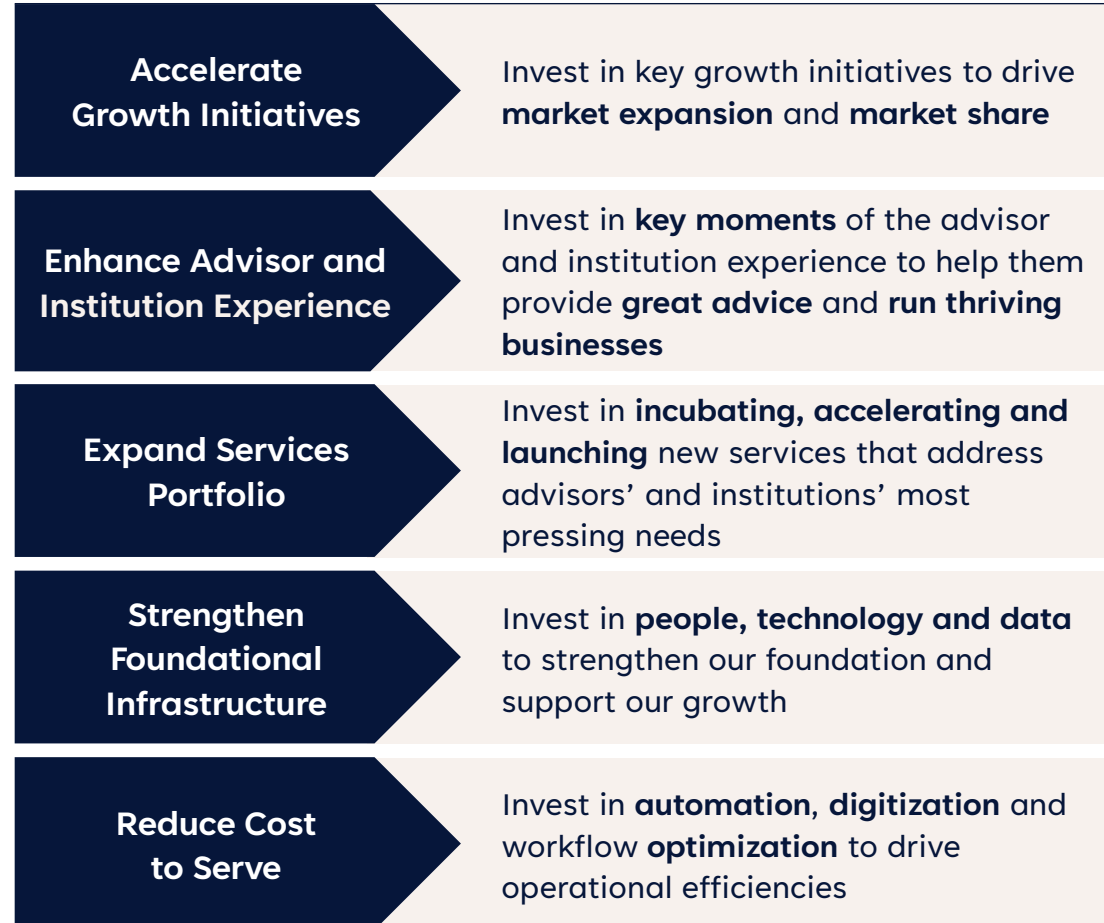 Accelerate
Growth Initiatives
Invest in key growth initiatives to drive
market expansion and market share
Enhance Advisor and
Institution Experience
Invest in key moments of the advisor
and institution experience to help them
provide great advice and run thriving
businesses
Expand Services
Portfolio
Invest in incubating, accelerating and
launching new services that address
advisors’ and institutions’ most
pressing needs
Strengthen
Foundational
Infrastructure
Invest in people, technology and data
to strengthen our foundation and
support our growth
Reduce Cost
to Serve
Invest in automation, digitization and
workflow optimization to drive
operational efficiencies